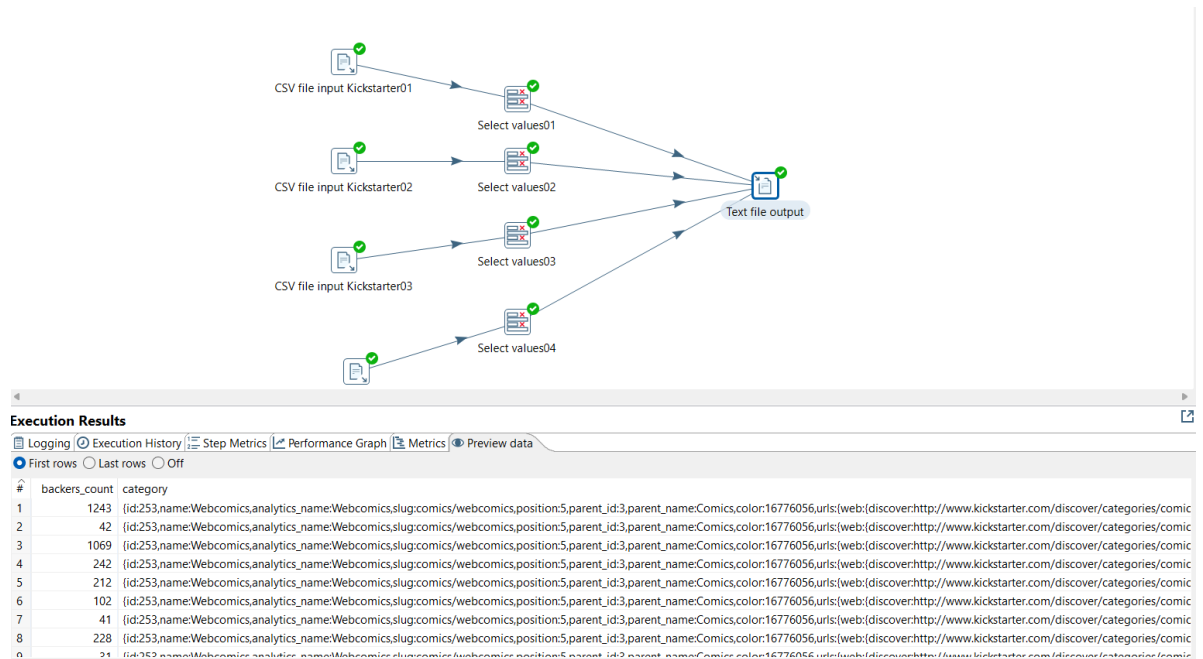 CSV file input Kickstarter01
Select values01
CSV file input Kickstarter02
Select values02
Text file output
Select values03
CSV file input Kickstarter03
Select values04
Execution Results
Logging Execution History Step Metrics Performance Graph Metrics Preview data
First rows Last rows Off
# backers_count category
1 1243 {id:253,name:Webcomics,analytics_name:Webcomics,slug:comics/webcomics,position:5,parent_id:3,parent_name:Comics,color:16776056,urls:{web:{discover:http://www.kickstarter.com/discover/categories/comic
2 42 {id:253,name:Webcomics,analytics_name:Webcomics,slug:comics/webcomics,position:5,parent_id:3,parent_name:Comics,color:16776056,urls:{web:{discover:http://www.kickstarter.com/discover/categories/comic
3 1069 {id:253,name:Webcomics,analytics_name:Webcomics,slug:comics/webcomics,position:5,parent_id:3,parent_name:Comics,color:16776056,urls:{web:{discover:http://www.kickstarter.com/discover/categories/comic
4 242 {id:253,name:Webcomics,analytics_name:Webcomics,slug:comics/webcomics,position:5,parent_id:3,parent_name:Comics,color:16776056,urls:{web:{discover:http://www.kickstarter.com/discover/categories/comic
5 212 {id:253,name:Webcomics,analytics_name:Webcomics,slug:comics/webcomics,position:5,parent_id:3,parent_name:Comics,color:16776056,urls:{web:{discover:http://www.kickstarter.com/discover/categories/comic
6 102 {id:253,name:Webcomics,analytics_name:Webcomics,slug:comics/webcomics,position:5,parent_id:3,parent_name:Comics,color:16776056,urls:{web:{discover:http://www.kickstarter.com/discover/categories/comic
7 41 {id:253,name:Webcomics,analytics_name:Webcomics,slug:comics/webcomics,position:5,parent_id:3,parent_name:Comics,color:16776056,urls:{web:{discover:http://www.kickstarter.com/discover/categories/comic
8 228 {id:253,name:Webcomics,analytics_name:Webcomics,slug:comics/webcomics,position:5,parent_id:3,parent_name:Comics,color:16776056,urls:{web:{discover:http://www.kickstarter.com/discover/categories/comic